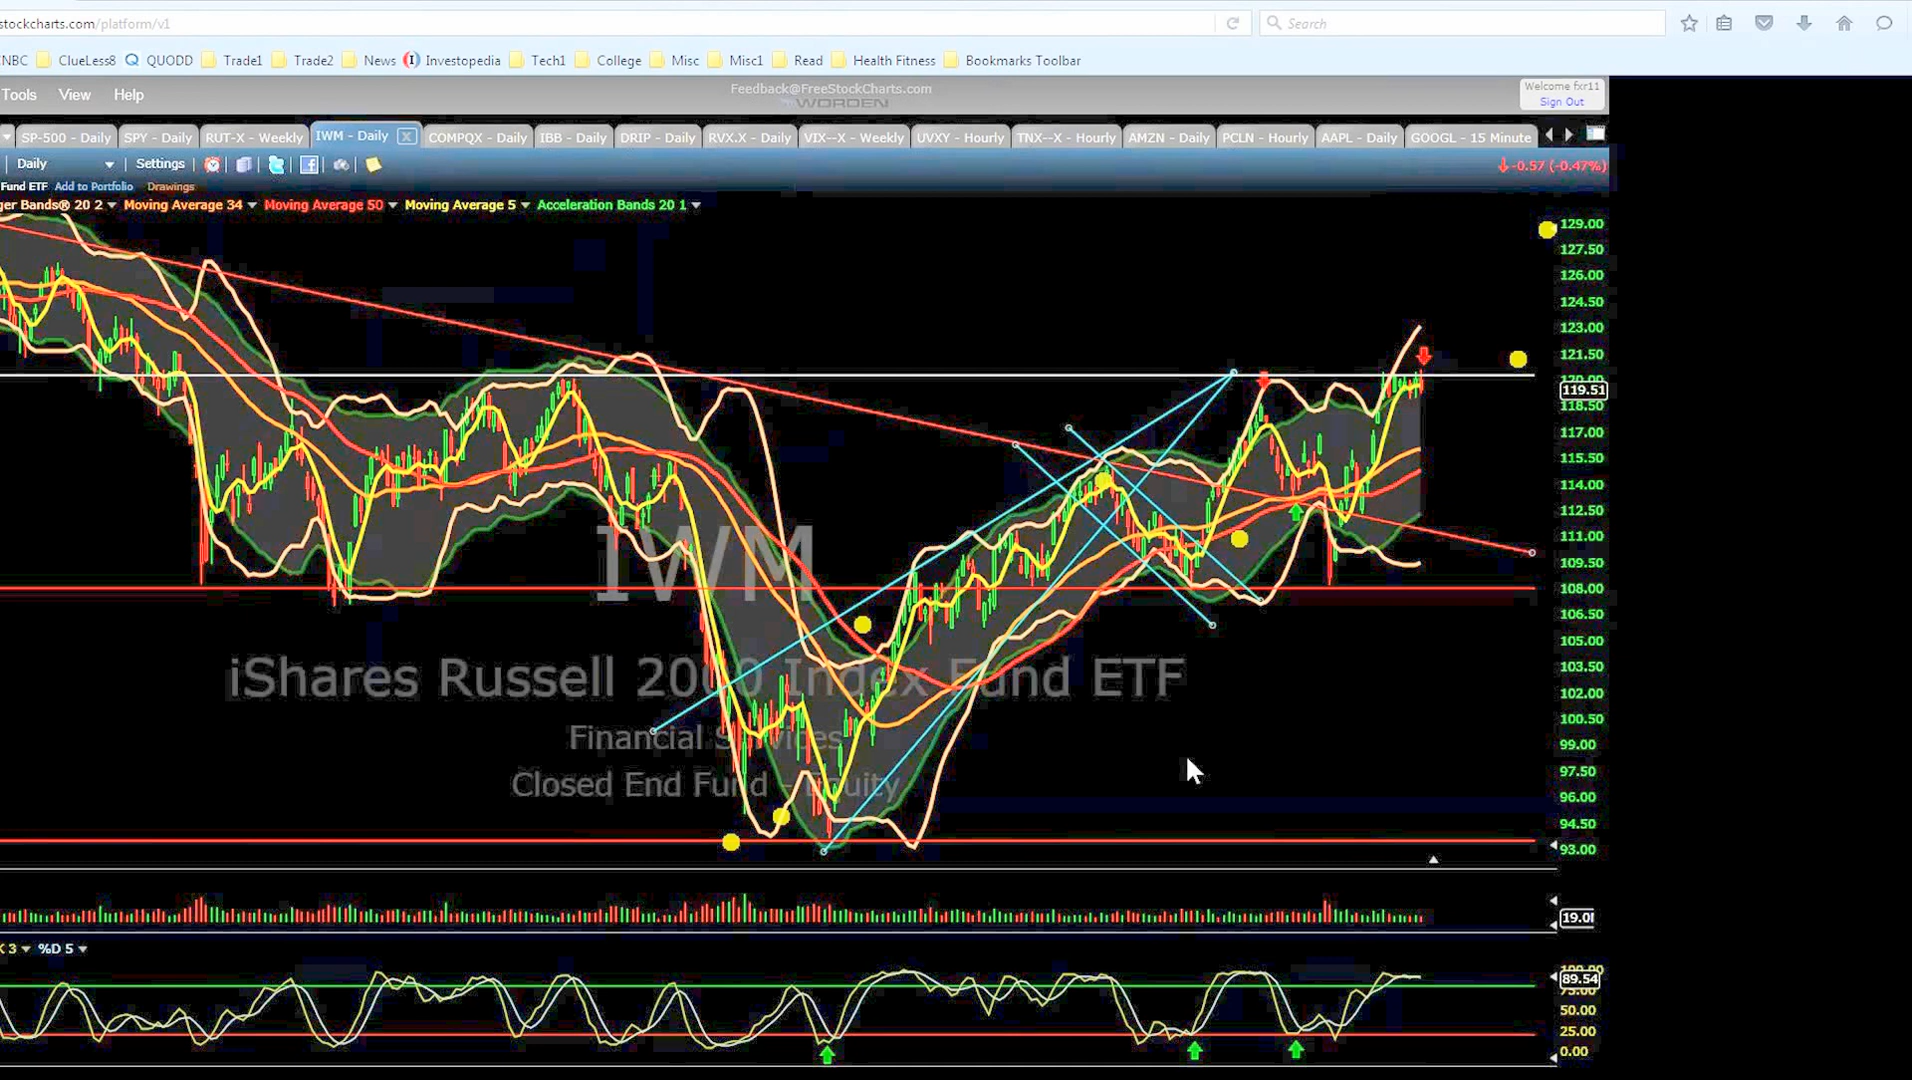 stockcharts.com/platform/v1
Search
NBC ClueLess8 QUODD Trade1 Trade2 News Investopedia Tech1 College Misc Misc1 Read Health Fitness Bookmarks Toolbar
Tools View Help
Feedback@FreeStockCharts.com
WORDEN
Welcome fxr11
Sign Out
SP-500 - Daily SPY - Daily RUT-X - Weekly IWM - Daily COMPQX - Daily IBB - Daily DRIP - Daily RVX.X - Daily VIX--X - Weekly UVXY - Hourly TNX--X - Hourly AMZN - Daily PCLN - Hourly AAPL - Daily GOOGL - 15 Minute
Daily Settings
-0.57 (-0.47%)
Fund ETF Add to Portfolio Drawings
ger Bands® 20 2 Moving Average 34 Moving Average 50 Moving Average 5 Acceleration Bands 20 1
129.00
127.50
126.00
124.50
123.00
121.50
120.00
119.51
118.50
117.00
115.50
114.00
112.50
111.00
109.50
108.00
106.50
105.00
103.50
102.00
100.50
99.00
97.50
96.00
94.50
93.00
IWM
iShares Russell 2000 Index Fund ETF
Financial Services
Closed End Fund - Equity
K 3 %D 5
89.54
75.00
50.00
25.00
0.00